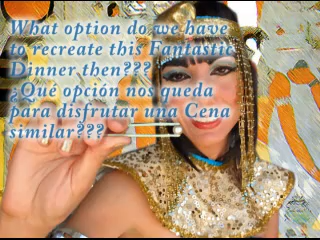 What option do we have
to recreate this Fantastic
Dinner then???
¿Qué opción nos queda
para disfrutar una Cena
similar???